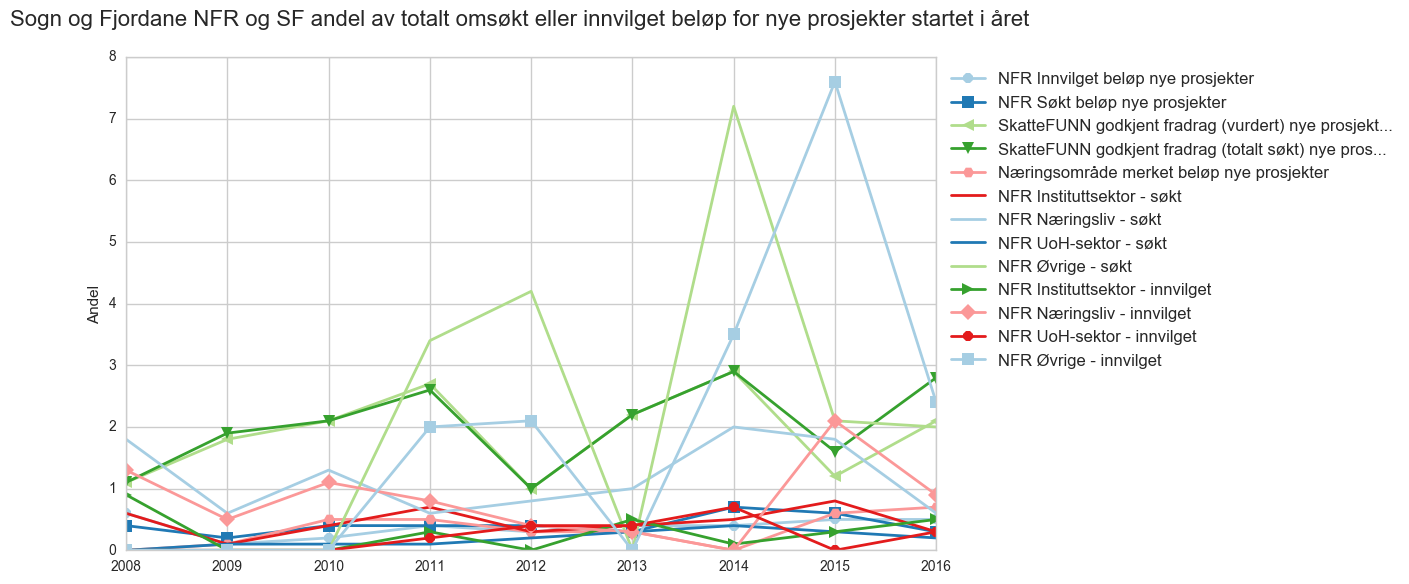 Sogn og Fjordane NFR og SF andel av totalt omsøkt eller innvilget beløp for nye prosjekter startet i året
8
7
6
5
4
3
2
1
0
Andel
2008
2009
2010
2011
2012
2013
2014
2015
2016
NFR Innvilget beløp nye prosjekter
NFR Søkt beløp nye prosjekter
SkatteFUNN godkjent fradrag (vurdert) nye prosjekt...
SkatteFUNN godkjent fradrag (totalt søkt) nye pros...
Næringsområde merket beløp nye prosjekter
NFR Instituttsektor - søkt
NFR Næringsliv - søkt
NFR UoH-sektor - søkt
NFR Øvrige - søkt
NFR Instituttsektor - innvilget
NFR Næringsliv - innvilget
NFR UoH-sektor - innvilget
NFR Øvrige - innvilget